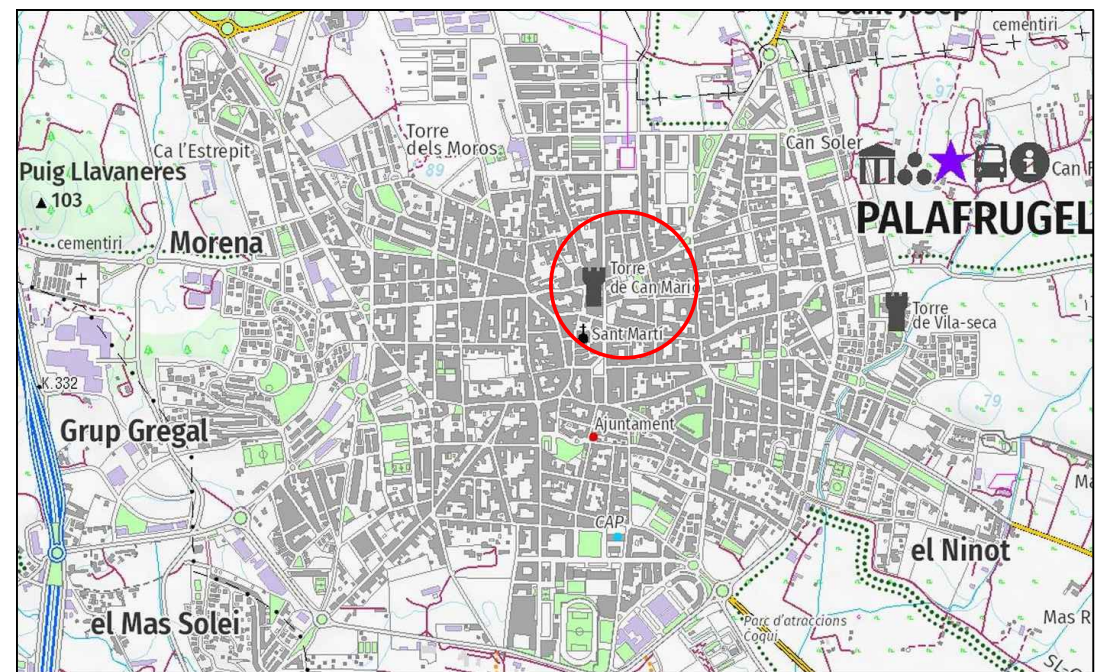 Sant Josep
cementiri
97
Torre
dels Moros
89
Ca l'Estrepit
Can Soler
Puig Llavaneres
103
Can
PALAFRUGEL
cementiri
Morena
Torre
de Can Mario
Sant Martí
Torre
de Vila-seca
K.332
79
Grup Gregal
Ajuntament
CAP
el Ninot
el Mas Solei
Parc d'atraccions
Coqui
Mas R